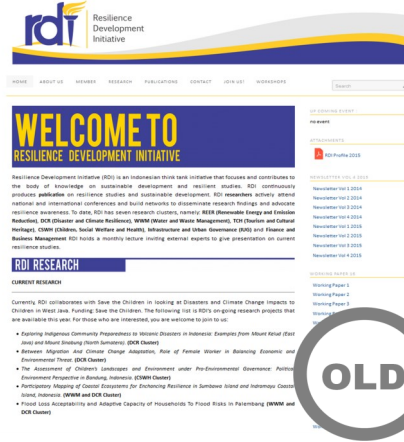 rdi
Resilience
Development
Initiative
HOME ABOUT US MEMBER RESEARCH PUBLICATIONS CONTACT JOIN US! WORKSHOPS
Search
WELCOME TO
RESILIENCE DEVELOPMENT INITIATIVE
Resilience Development Initiative (RDI) is an Indonesian think tank initiative that focuses and contributes to
the body of knowledge on sustainable development and resilient studies. RDI continuously
produces publication on resilience studies and sustainable development. RDI researchers actively attend
national and international conferences and build networks to disseminate research findings and advocate
resilience awareness. To date, RDI has seven research clusters, namely: REER (Renewable Energy and Emission
Reduction), DCR (Disaster and Climate Resilience), WWM (Water and Waste Management), TCH (Tourism and Cultural
Heritage), CSWH (Children, Social Welfare and Health), Infrastructure and Urban Governance (IUG) and Finance and
Business Management RDI holds a monthly lecture inviting external experts to give presentation on current
resilience studies.
RDI RESEARCH
CURRENT RESEARCH
Currently RDI collaborates with Save the Children in looking at Disasters and Climate Change Impacts to
Children in West Java. Funding: Save the Children. The following list is RDI's on-going research projects that
are available this year. For those who are interested, you are welcome to join us:
Exploring Indigenous Community Preparedness to Volcanic Disasters in Indonesia: Examples from Mount Kelud (East
Java) and Mount Sinabung (North Sumatera). (DCR Cluster)
Between Migration And Climate Change Adaptation, Role of Female Worker in Balancing Economic and
Environmental Threat. (DCR Cluster)
The Assessment of Children's Landscapes and Environment under Pro-Environmental Governance: Political
Environment Perspective in Bandung, Indonesia. (CSWH Cluster)
Participatory Mapping of Coastal Ecosystems for Enchancing Resilience in Sumbawa Island and Indramayu Coastal
Island, Indonesia. (WWM and DCR Cluster)
Flood Loss Acceptability and Adaptive Capacity of Households To Flood Risks in Palembang (WWM and
DCR Cluster)
UP COMING EVENT
no event
ATTACHMENTS
RDI Profile 2015
NEWSLETTER VOL 4 2015
Newsletter Vol 1 2014
Newsletter Vol 2 2014
Newsletter Vol 3 2014
Newsletter Vol 4 2014
Newsletter Vol 1 2015
Newsletter Vol 2 2015
Newsletter Vol 3 2015
Newsletter Vol 4 2015
WORKING PAPER 10
Working Paper 1
Working Paper 2
Working Paper 3
OLD